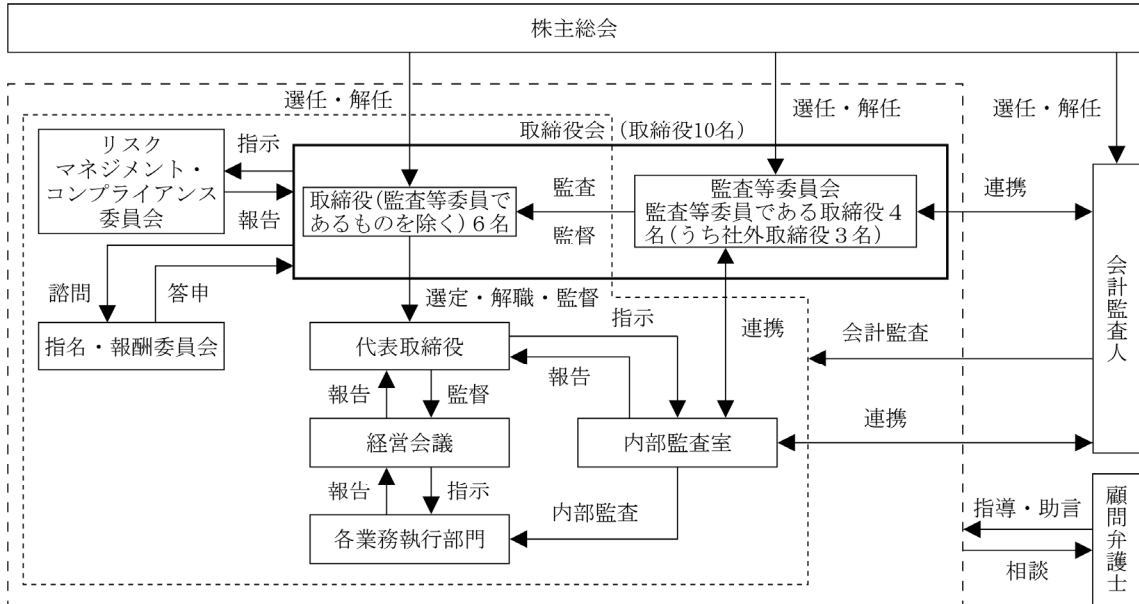 株主総会
選任・解任
選任・解任
選任・解任
取締役会（取締役10名）
リスク
マネジメント・
コンプライアンス
委員会
指示
報告
取締役(監査等委員で
あるものを除く)６名
監査
監督
監査等委員会
監査等委員である取締役４
名(うち社外取締役３名)
連携
会計監査人
諮問
答申
選定・解職・監督
指名・報酬委員会
代表取締役
指示
報告
連携
会計監査
報告
監督
経営会議
内部監査室
連携
報告
指示
内部監査
各業務執行部門
指導・助言
相談
顧問弁護士